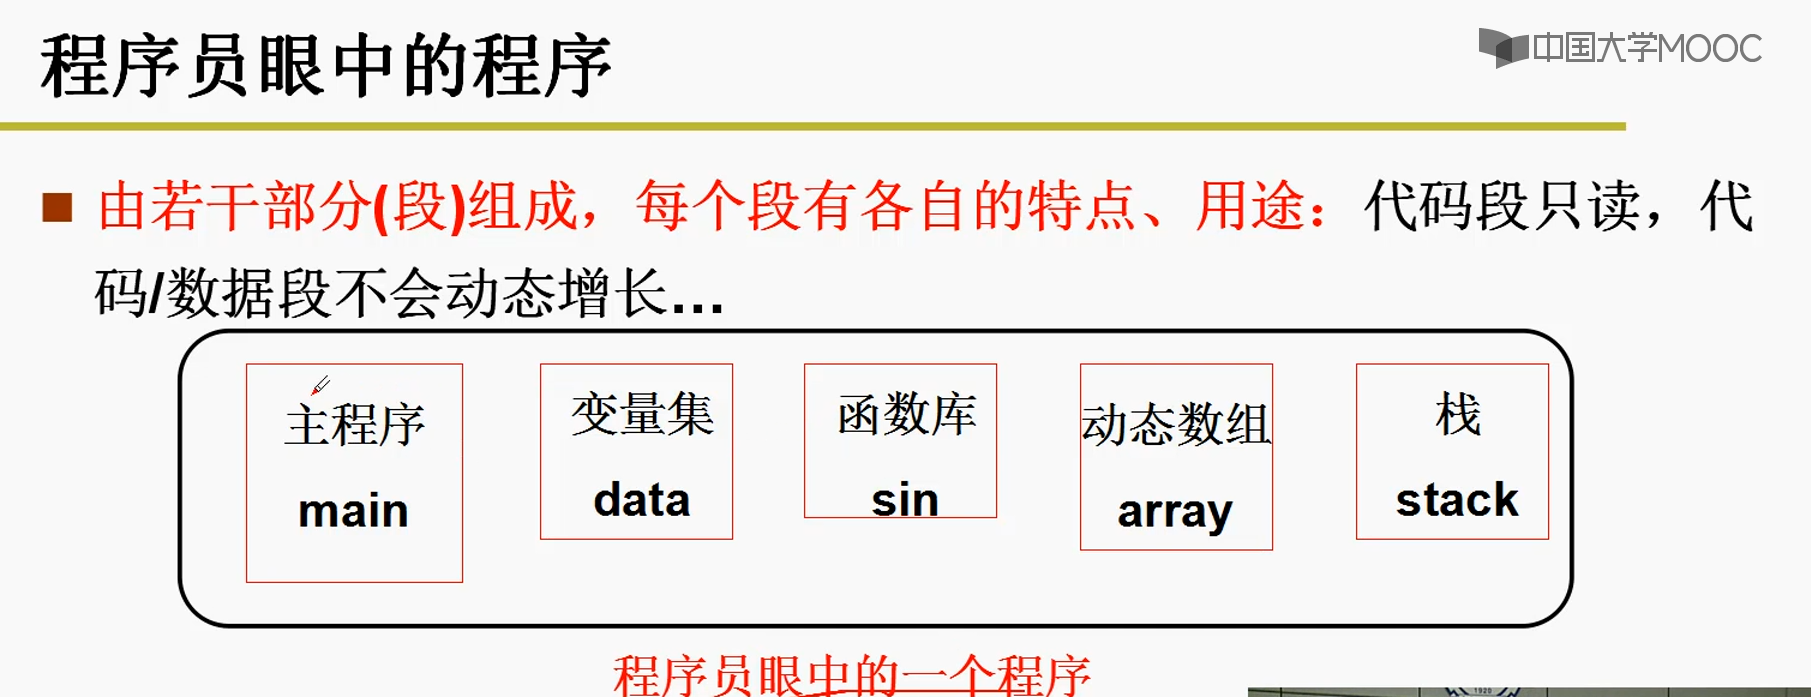 程序员眼中的程序
中国大学MOOC
由若干部分(段)组成，每个段有各自的特点、用途：代码段只读，代
码/数据段不会动态增长...
主程序
main
变量集
data
函数库
sin
动态数组
array
栈
stack
程序员眼中的一个程序
1920